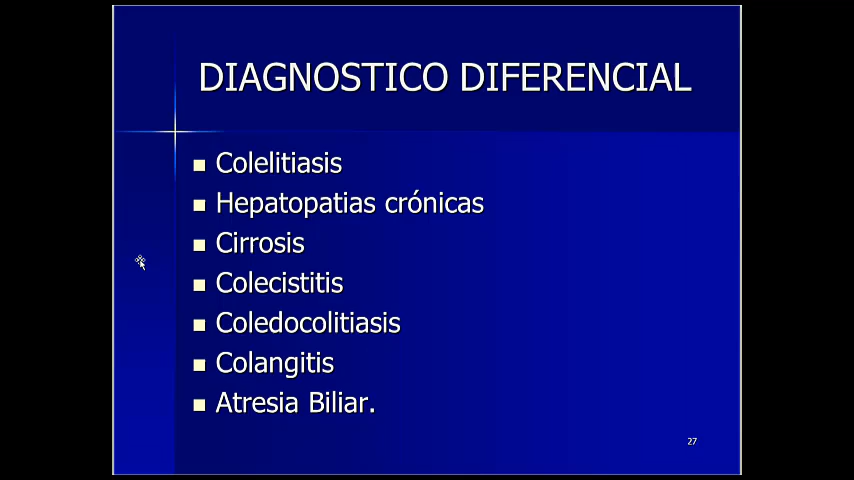 DIAGNOSTICO DIFERENCIAL
Colelitiasis
Hepatopatias crónicas
Cirrosis
Colecistitis
Coledocolitiasis
Colangitis
Atresia Biliar.
27